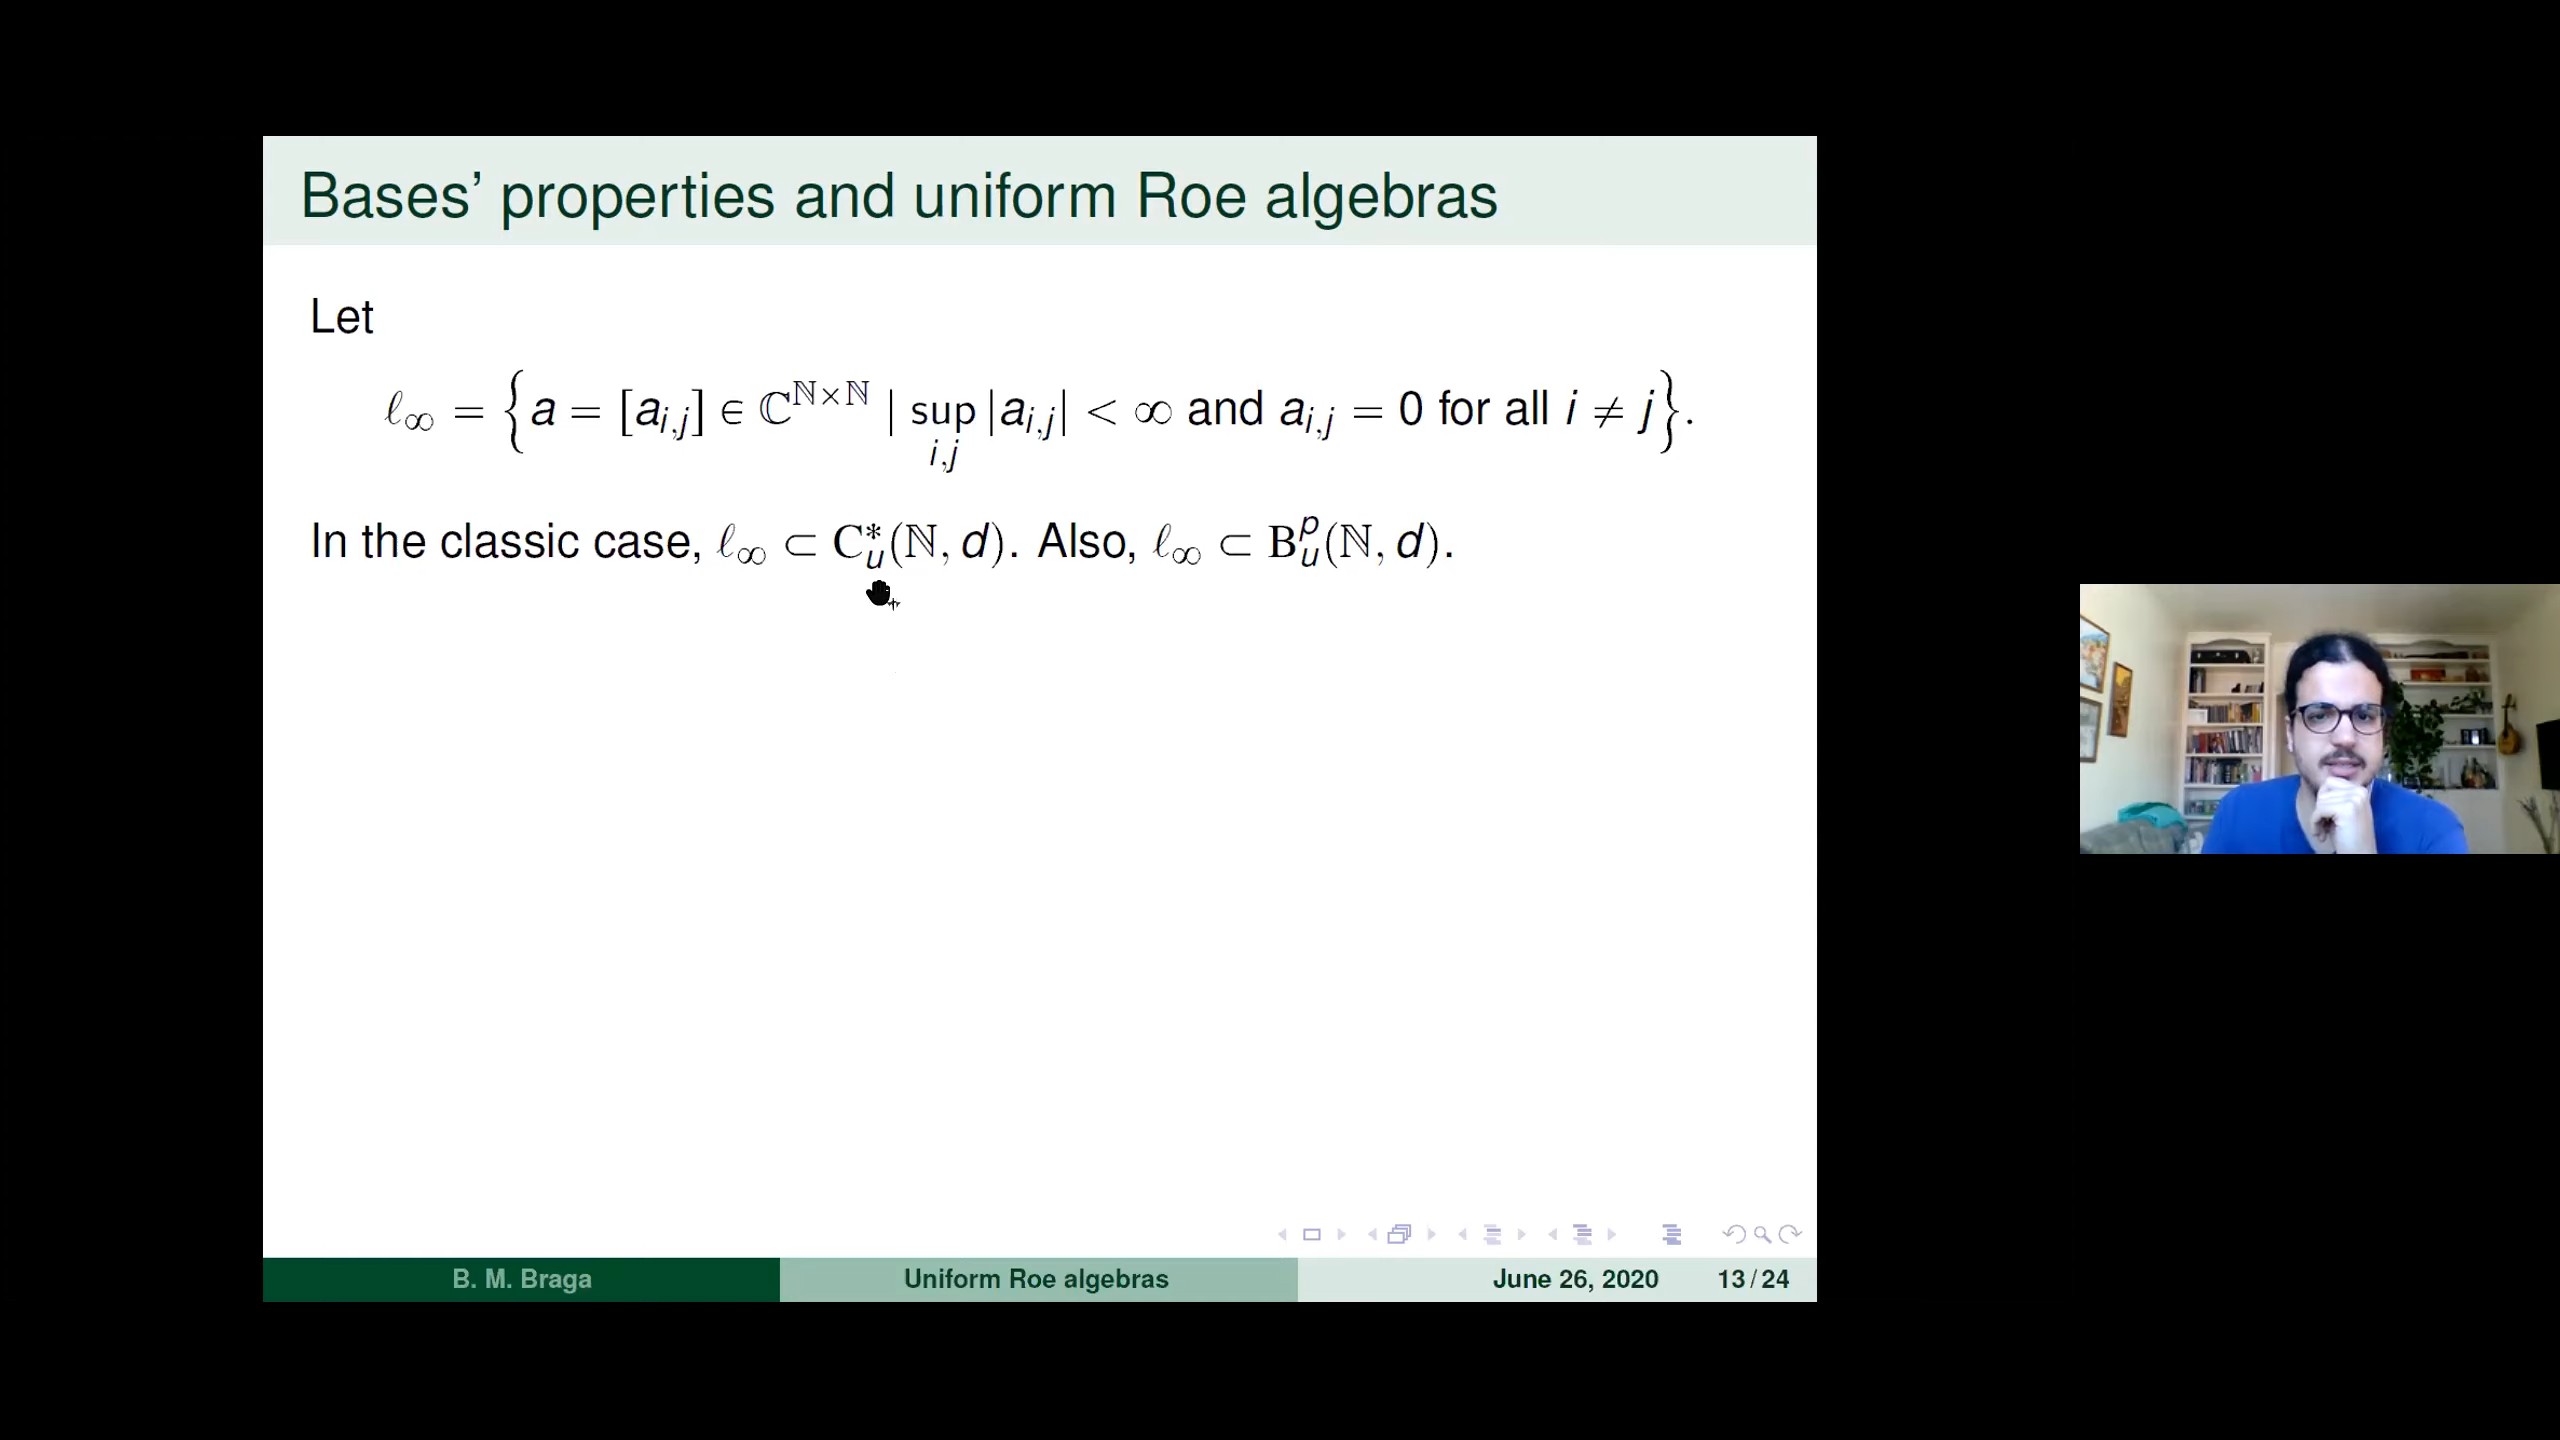 Bases’ properties and uniform Roe algebras
Let
ℓ∞ = { a = [a_{i,j}] ∈ ℂ^{ℕ×ℕ} | sup_{i,j} |a_{i,j}| < ∞ and a_{i,j} = 0 for all i ≠ j }.
In the classic case, ℓ∞ ⊂ C*_u(ℕ, d). Also, ℓ∞ ⊂ B^p_u(ℕ, d).
B. M. Braga Uniform Roe algebras June 26, 2020 13 / 24